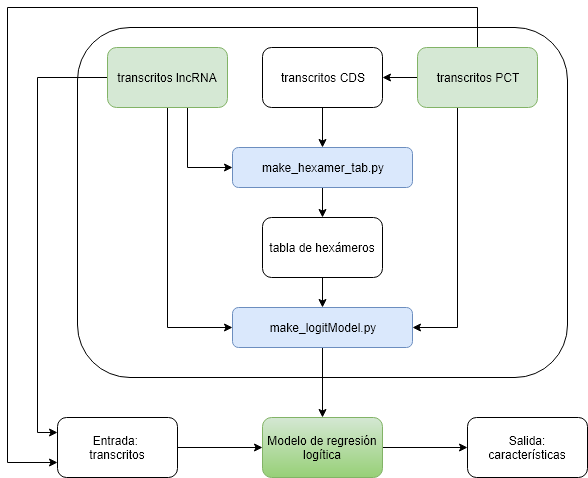 transcritos lncRNA
transcritos CDS
transcritos PCT
make_hexamer_tab.py
tabla de hexámeros
make_logitModel.py
Entrada:
transcritos
Modelo de regresión
logítica
Salida:
características